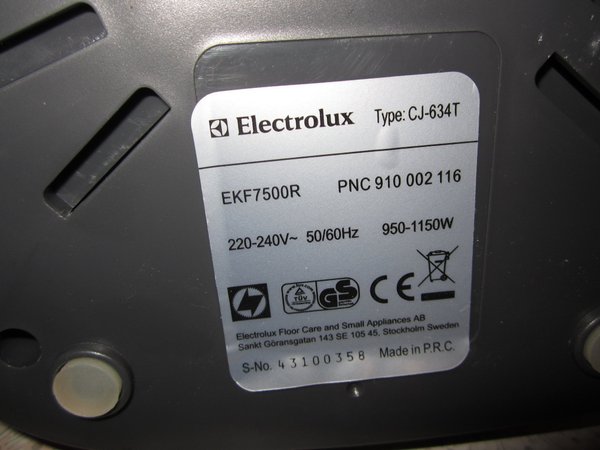 Electrolux Type: CJ-634T
EKF7500R PNC 910 002 116
220-240V~ 50/60Hz 950-1150W
TÜV GS CE
Electrolux Floor Care and Small Appliances AB
Sankt Göransgatan 143 SE 105 45, Stockholm Sweden
S-No. 43100358 Made in P.R.C.